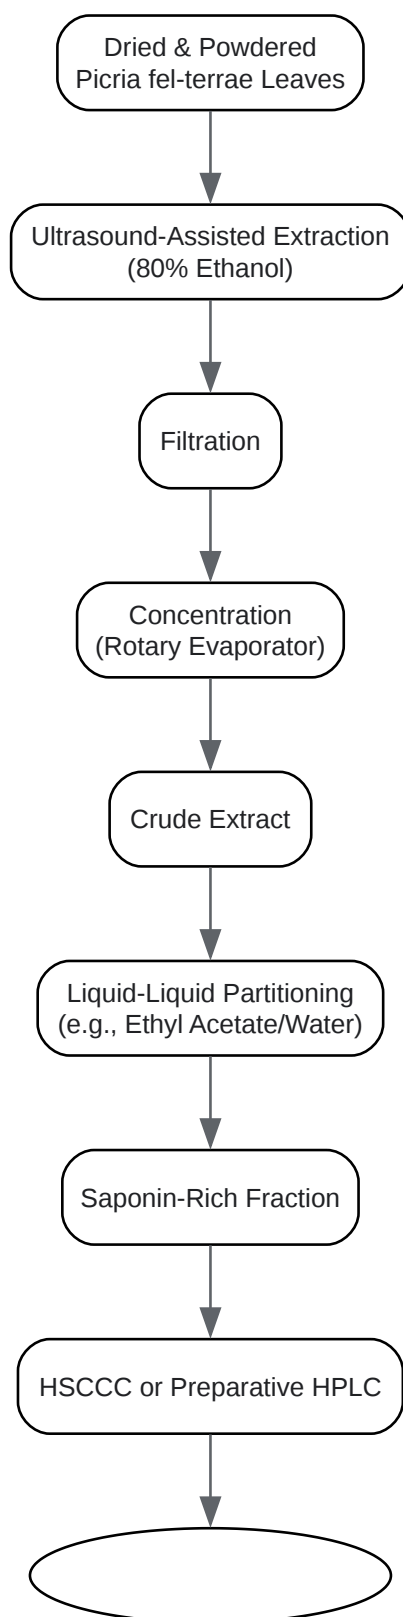 Dried & Powdered
Picria fel-terrae Leaves
Ultrasound-Assisted Extraction
(80% Ethanol)
Filtration
Concentration
(Rotary Evaporator)
Crude Extract
Liquid-Liquid Partitioning
(e.g., Ethyl Acetate/Water)
Saponin-Rich Fraction
HSCCC or Preparative HPLC